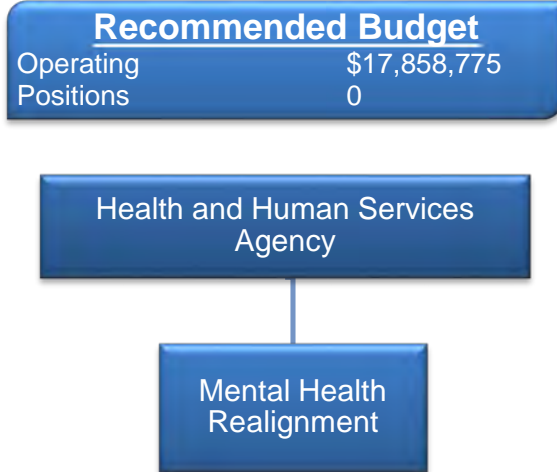 Recommended Budget
Operating $17,858,775
Positions 0
Health and Human Services
Agency
Mental Health
Realignment